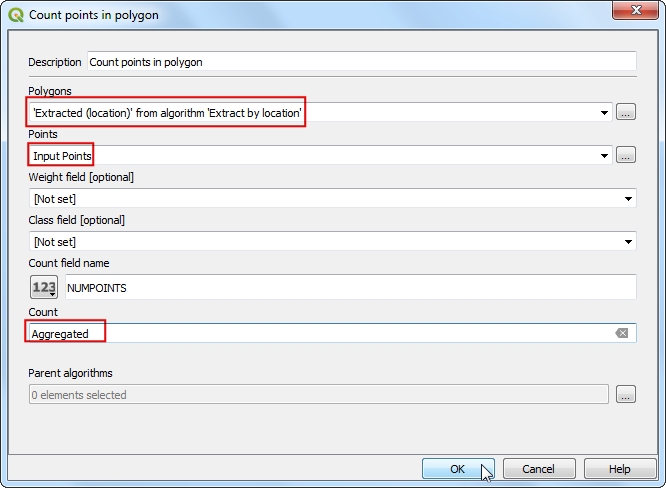 Count points in polygon
Description Count points in polygon
Polygons
'Extracted (location)' from algorithm 'Extract by location'
...
Points
Input Points
...
Weight field [optional]
[Not set]
Class field [optional]
[Not set]
Count field name
123 NUMPOINTS
Count
Aggregated
Parent algorithms
0 elements selected
...
OK Cancel Help